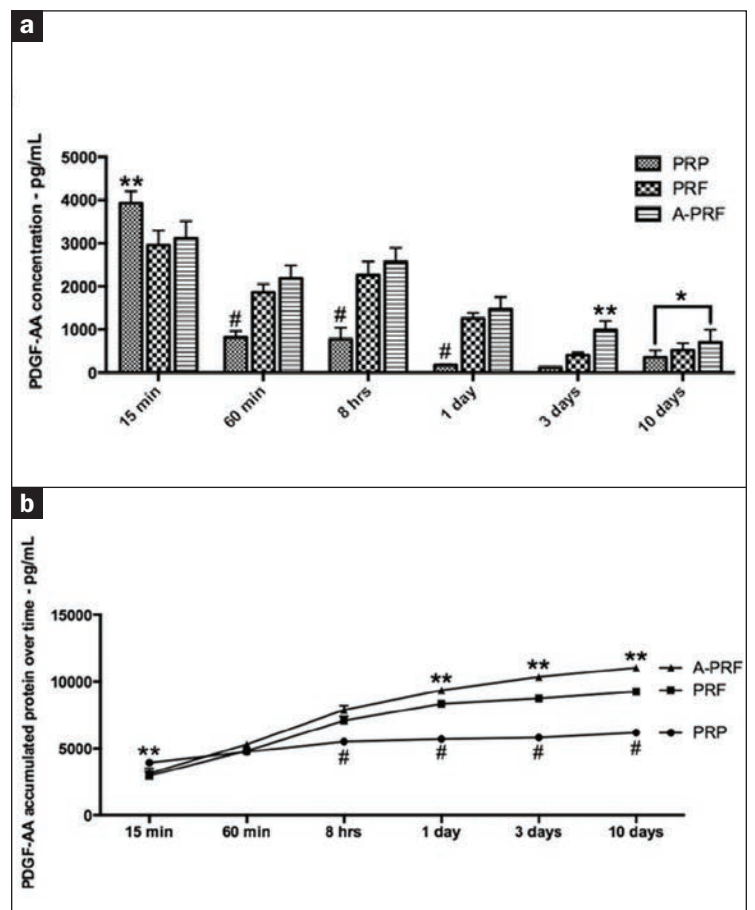 a
PDGF-AA concentration - pg/mL
5000
4000
3000
2000
1000
0
**
#
#
#
**
*
PRP
PRF
A-PRF
15 min
60 min
8 hrs
1 day
3 days
10 days
b
PDGF-AA accumulated protein over time - pg/mL
15000
10000
5000
0
**
**
**
**
#
#
#
#
A-PRF
PRF
PRP
15 min
60 min
8 hrs
1 day
3 days
10 days